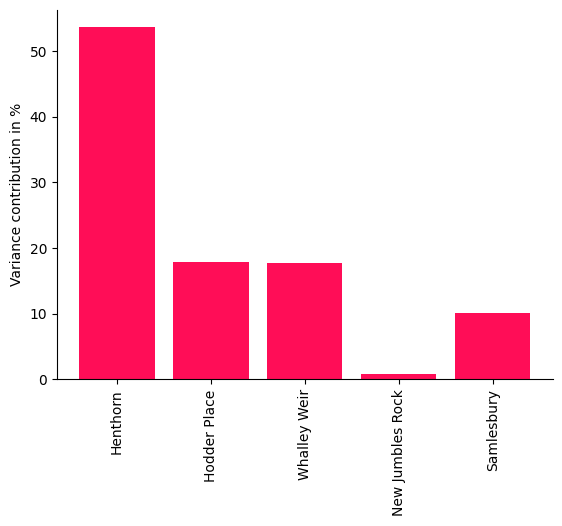 Variance contribution in %
50
40
30
20
10
0
Henthorn
Hodder Place
Whalley Weir
New Jumbles Rock
Samlesbury